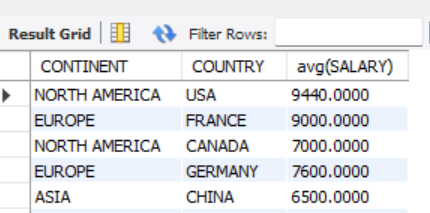 Result Grid Filter Rows:
CONTINENT COUNTRY avg(SALARY)
NORTH AMERICA USA 9440.0000
EUROPE FRANCE 9000.0000
NORTH AMERICA CANADA 7000.0000
EUROPE GERMANY 7600.0000
ASIA CHINA 6500.0000